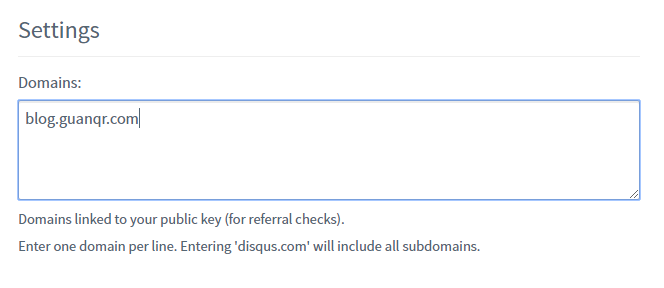 Settings
Domains:
blog.guanqr.com
Domains linked to your public key (for referral checks).
Enter one domain per line. Entering 'disqus.com' will include all subdomains.